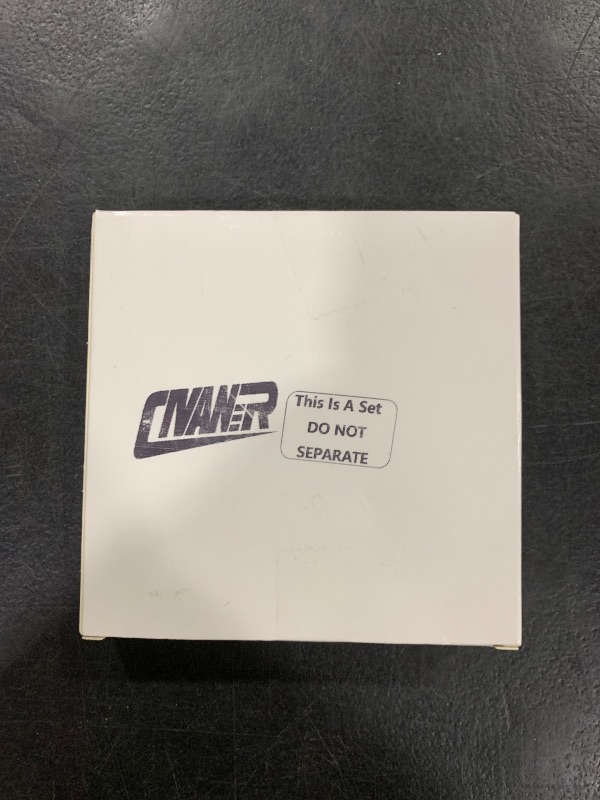 CNANER
This Is A Set
DO NOT
SEPARATE